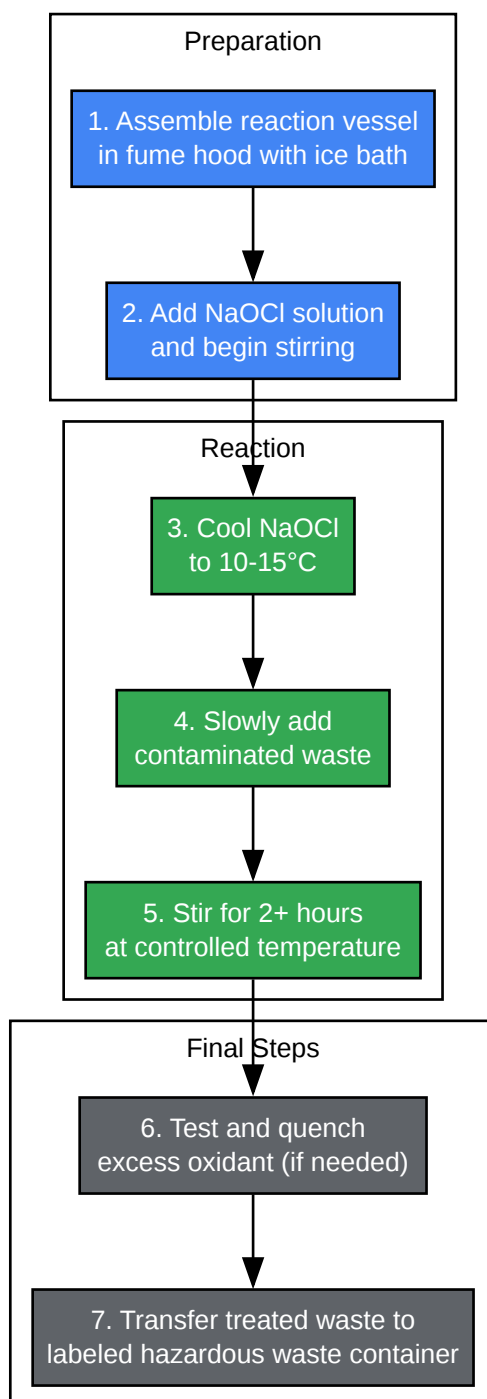 Preparation
1. Assemble reaction vessel
in fume hood with ice bath
2. Add NaOCl solution
and begin stirring
Reaction
3. Cool NaOCl
to 10-15°C
4. Slowly add
contaminated waste
5. Stir for 2+ hours
at controlled temperature
Final Steps
6. Test and quench
excess oxidant (if needed)
7. Transfer treated waste to
labeled hazardous waste container